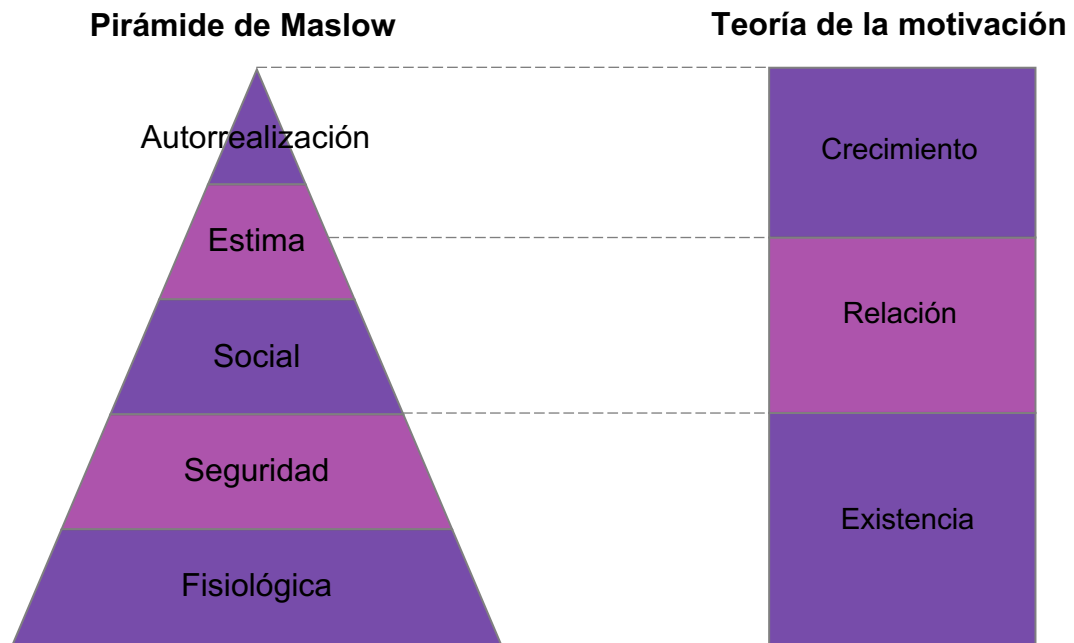 Pirámide de Maslow
Teoría de la motivación
Autorrealización
Estima
Social
Seguridad
Fisiológica
Crecimiento
Relación
Existencia